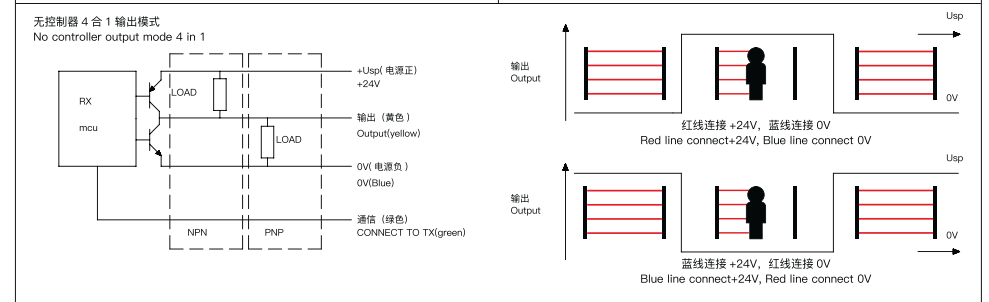 无控制器 4 合 1 输出模式
No controller output mode 4 in 1
RX
mcu
LOAD
LOAD
NPN
PNP
+Usp( 电源正)
+24V
输出（黄色 ）
Output(yellow)
0V( 电源负 )
0V(Blue)
通信（绿色）
CONNECT TO TX(green)
Usp
输出
Output
0V
红线连接 +24V，蓝线连接 0V
Red line connect+24V, Blue line connect 0V
Usp
输出
Output
0V
蓝线连接 +24V，红线连接 0V
Blue line connect+24V, Red line connect 0V